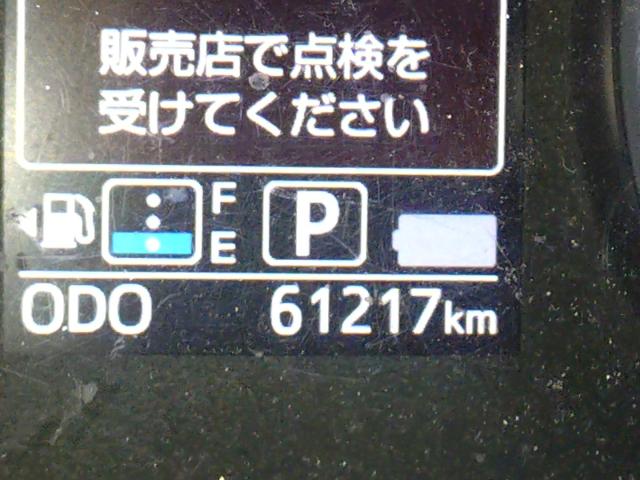 販売店で点検を
受けてください
F
E
P
ODO 61217km